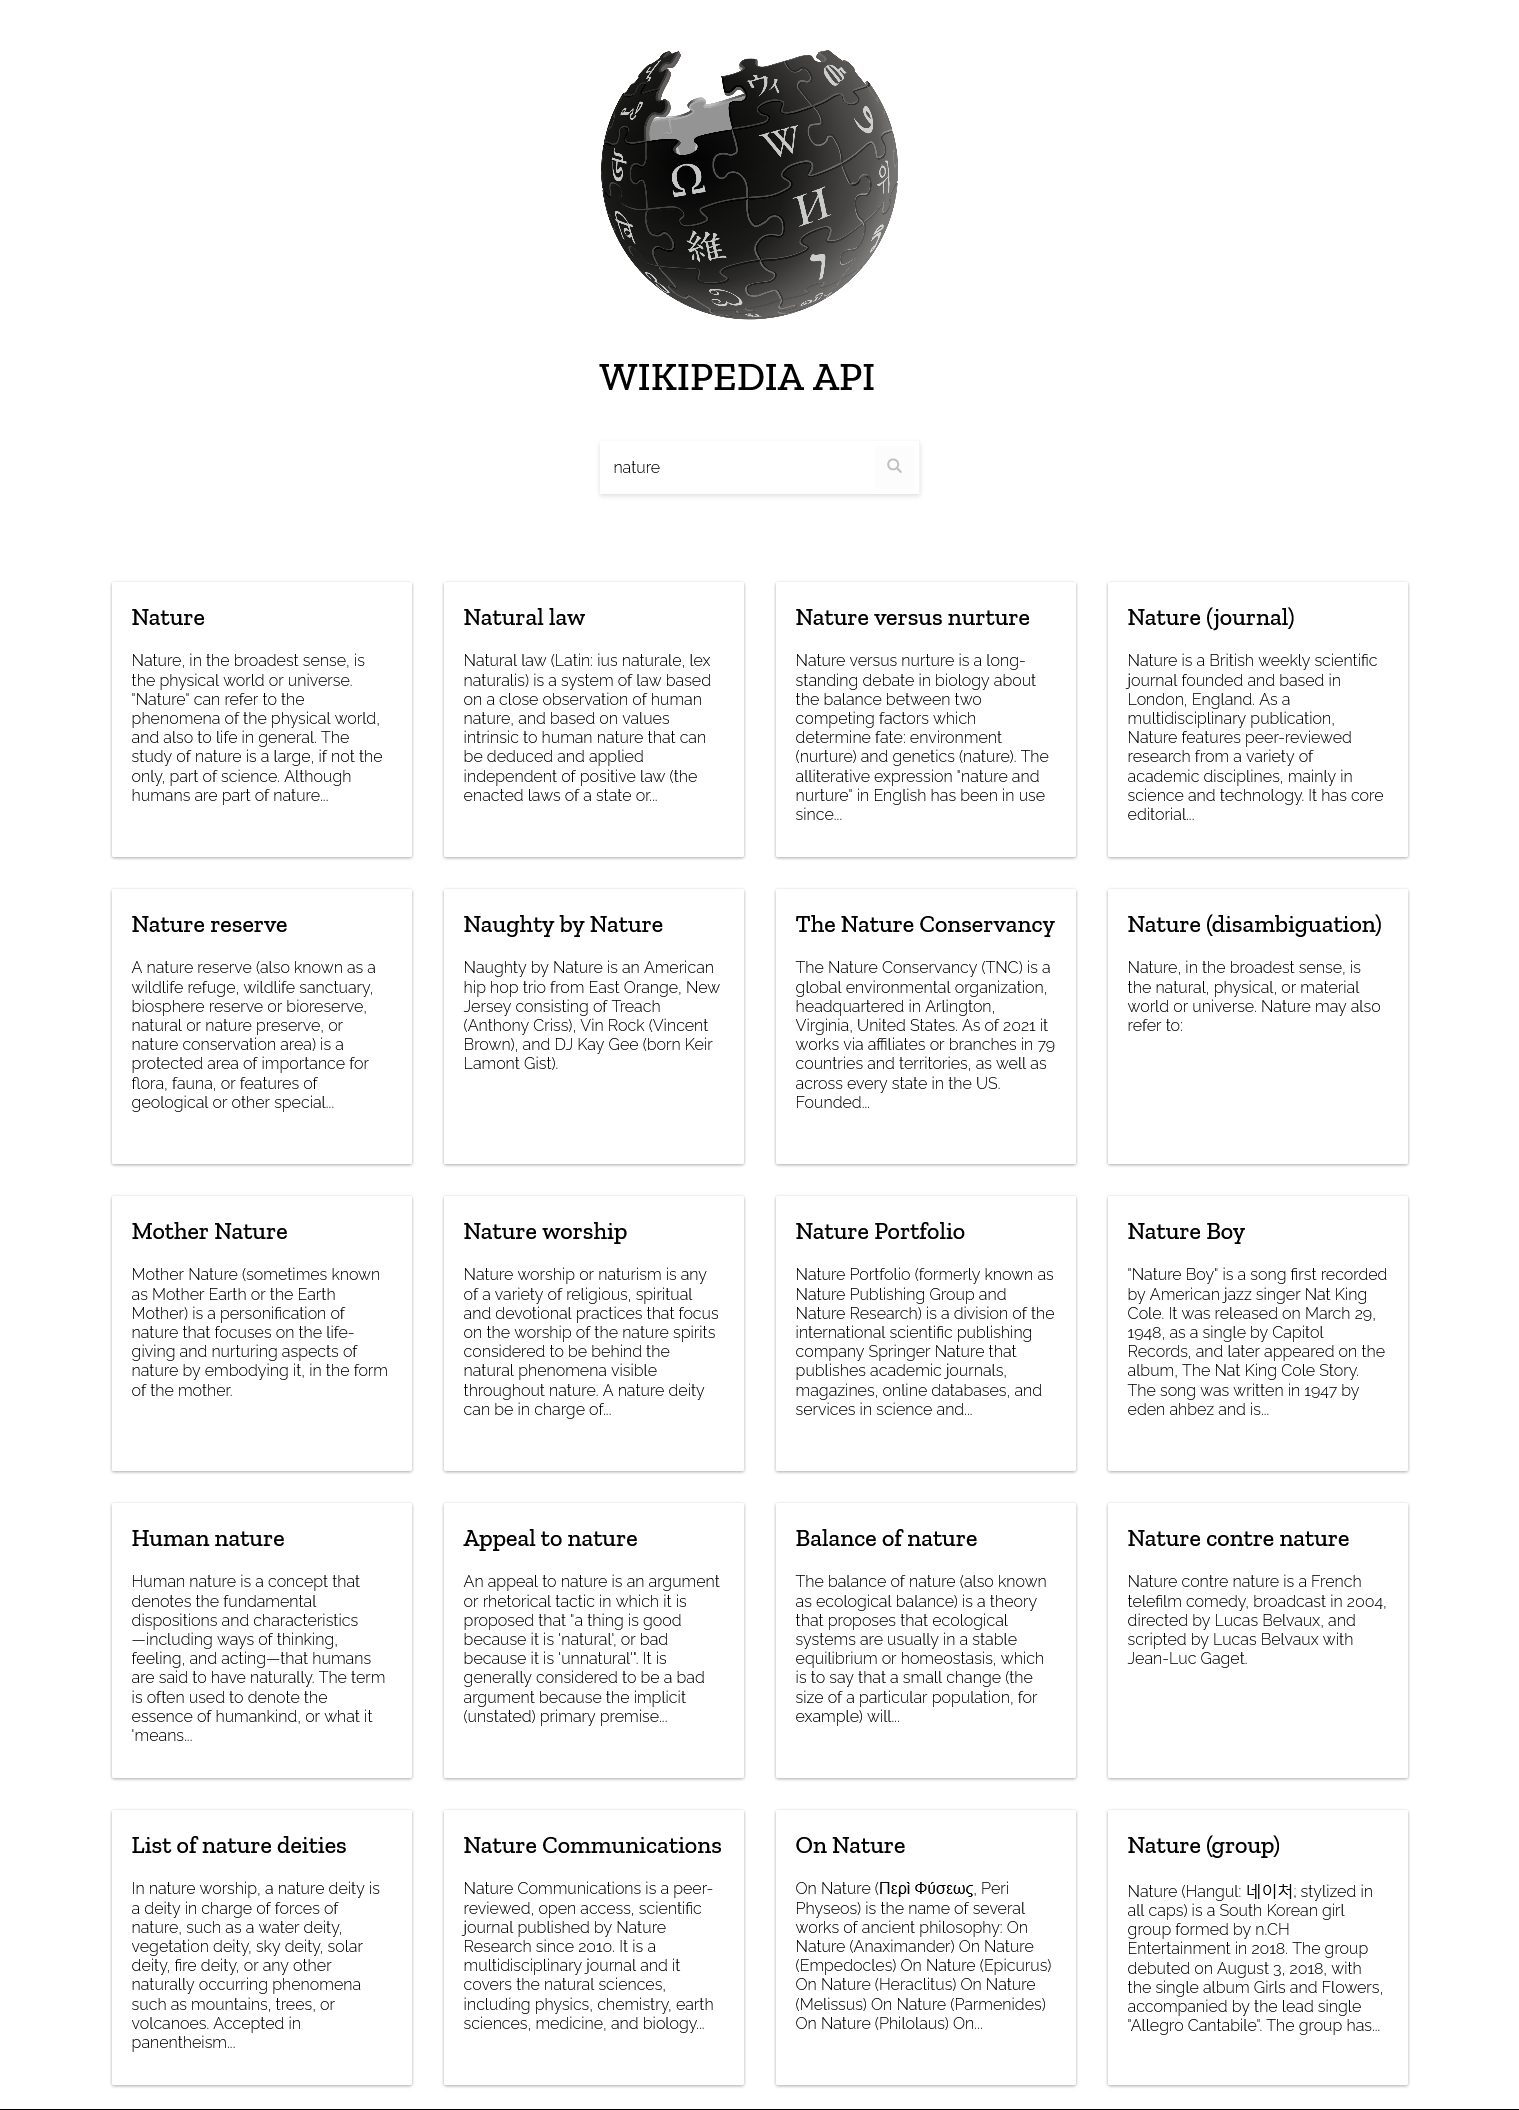 ウィ
W
Ω
И
維
WIKIPEDIA API
nature
Nature
Nature, in the broadest sense, is
the physical world or universe.
"Nature" can refer to the
phenomena of the physical world,
and also to life in general. The
study of nature is a large, if not the
only, part of science. Although
humans are part of nature...
Natural law
Natural law (Latin: ius naturale, lex
naturalis) is a system of law based
on a close observation of human
nature, and based on values
intrinsic to human nature that can
be deduced and applied
independent of positive law (the
enacted laws of a state or...
Nature versus nurture
Nature versus nurture is a long-
standing debate in biology about
the balance between two
competing factors which
determine fate: environment
(nurture) and genetics (nature). The
alliterative expression "nature and
nurture" in English has been in use
since...
Nature (journal)
Nature is a British weekly scientific
journal founded and based in
London, England. As a
multidisciplinary publication,
Nature features peer-reviewed
research from a variety of
academic disciplines, mainly in
science and technology. It has core
editorial...
Nature reserve
A nature reserve (also known as a
wildlife refuge, wildlife sanctuary,
biosphere reserve or bioreserve,
natural or nature preserve, or
nature conservation area) is a
protected area of importance for
flora, fauna, or features of
geological or other special...
Naughty by Nature
Naughty by Nature is an American
hip hop trio from East Orange, New
Jersey consisting of Treach
(Anthony Criss), Vin Rock (Vincent
Brown), and DJ Kay Gee (born Keir
Lamont Gist).
The Nature Conservancy
The Nature Conservancy (TNC) is a
global environmental organization,
headquartered in Arlington,
Virginia, United States. As of 2021 it
works via affiliates or branches in 79
countries and territories, as well as
across every state in the US.
Founded...
Nature (disambiguation)
Nature, in the broadest sense, is
the natural, physical, or material
world or universe. Nature may also
refer to:
Mother Nature
Mother Nature (sometimes known
as Mother Earth or the Earth
Mother) is a personification of
nature that focuses on the life-
giving and nurturing aspects of
nature by embodying it, in the form
of the mother.
Nature worship
Nature worship or naturism is any
of a variety of religious, spiritual
and devotional practices that focus
on the worship of the nature spirits
considered to be behind the
natural phenomena visible
throughout nature. A nature deity
can be in charge of...
Nature Portfolio
Nature Portfolio (formerly known as
Nature Publishing Group and
Nature Research) is a division of the
international scientific publishing
company Springer Nature that
publishes academic journals,
magazines, online databases, and
services in science and...
Nature Boy
"Nature Boy" is a song first recorded
by American jazz singer Nat King
Cole. It was released on March 29,
1948, as a single by Capitol
Records, and later appeared on the
album, The Nat King Cole Story.
The song was written in 1947 by
eden ahbez and is...
Human nature
Human nature is a concept that
denotes the fundamental
dispositions and characteristics
—including ways of thinking,
feeling, and acting—that humans
are said to have naturally. The term
is often used to denote the
essence of humankind, or what it
'means...
Appeal to nature
An appeal to nature is an argument
or rhetorical tactic in which it is
proposed that "a thing is good
because it is 'natural', or bad
because it is 'unnatural'". It is
generally considered to be a bad
argument because the implicit
(unstated) primary premise...
Balance of nature
The balance of nature (also known
as ecological balance) is a theory
that proposes that ecological
systems are usually in a stable
equilibrium or homeostasis, which
is to say that a small change (the
size of a particular population, for
example) will...
Nature contre nature
Nature contre nature is a French
telefilm comedy, broadcast in 2004,
directed by Lucas Belvaux, and
scripted by Lucas Belvaux with
Jean-Luc Gaget.
List of nature deities
In nature worship, a nature deity is
a deity in charge of forces of
nature, such as a water deity,
vegetation deity, sky deity, solar
deity, fire deity, or any other
naturally occurring phenomena
such as mountains, trees, or
volcanoes. Accepted in
panentheism...
Nature Communications
Nature Communications is a peer-
reviewed, open access, scientific
journal published by Nature
Research since 2010. It is a
multidisciplinary journal and it
covers the natural sciences,
including physics, chemistry, earth
sciences, medicine, and biology...
On Nature
On Nature (Περὶ Φύσεως, Peri
Physeos) is the name of several
works of ancient philosophy: On
Nature (Anaximander) On Nature
(Empedocles) On Nature (Epicurus)
On Nature (Heraclitus) On Nature
(Melissus) On Nature (Parmenides)
On Nature (Philolaus) On...
Nature (group)
Nature (Hangul: 네이처; stylized in
all caps) is a South Korean girl
group formed by n.CH
Entertainment in 2018. The group
debuted on August 3, 2018, with
the single album Girls and Flowers,
accompanied by the lead single
"Allegro Cantabile". The group has...